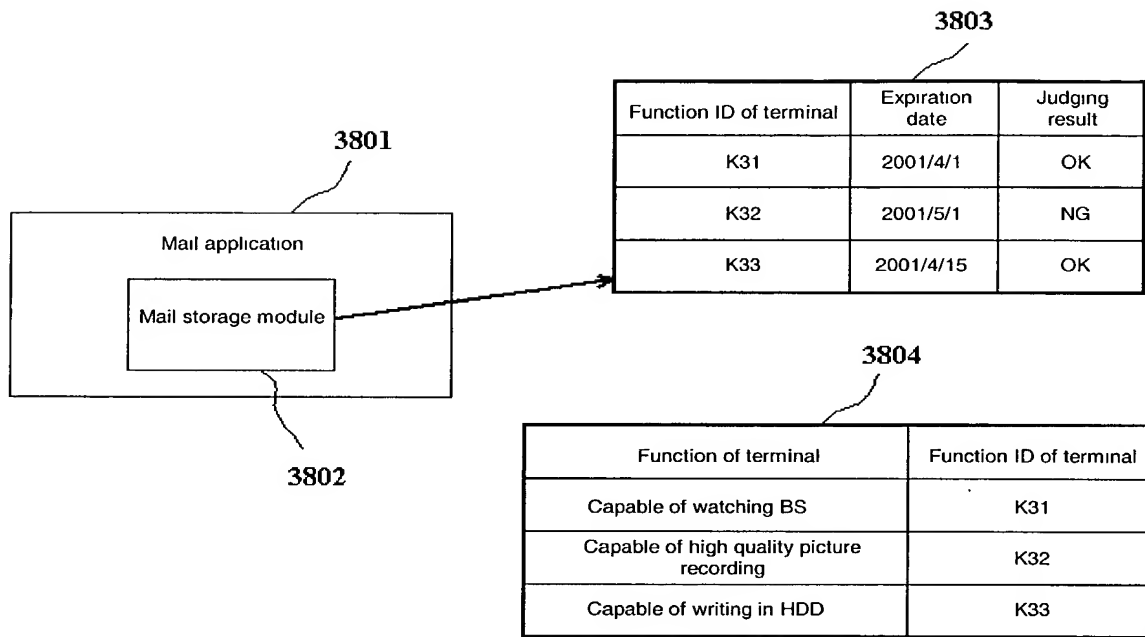 3803
Function ID of terminal
Expiration
date
Judging
result
K31
2001/4/1
OK
K32
2001/5/1
NG
K33
2001/4/15
OK
3801
Mail application
Mail storage module
3802
3804
Function of terminal
Function ID of terminal
Capable of watching BS
K31
Capable of high quality picture
recording
K32
Capable of writing in HDD
K33